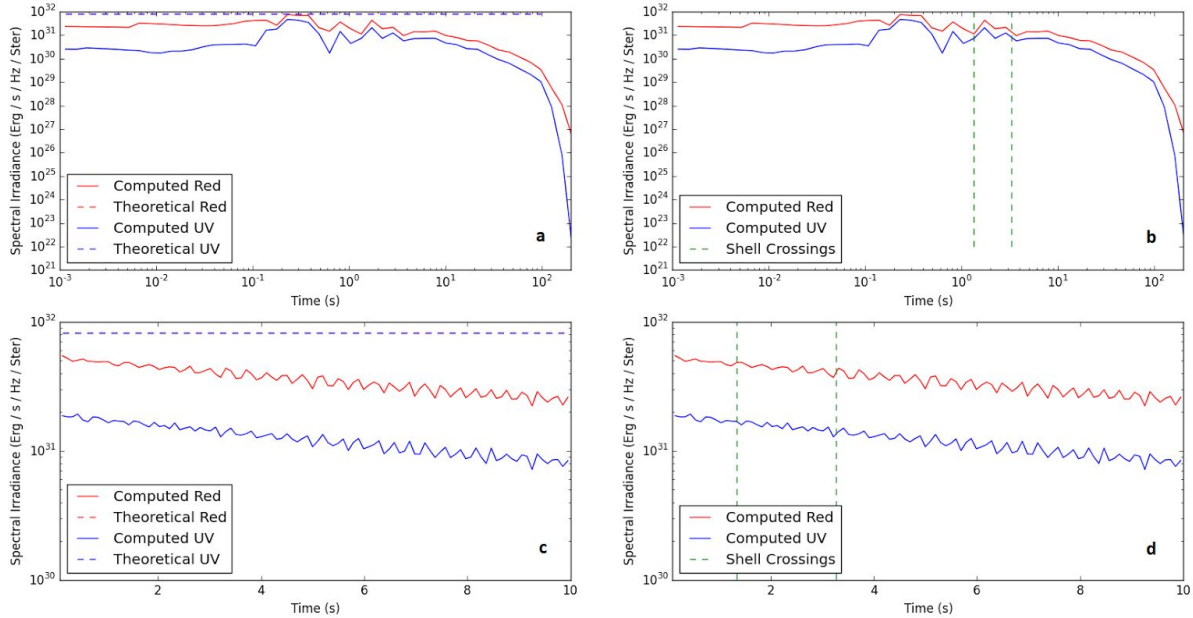 Spectral Irradiance (Erg / s / Hz / Ster)
10^32
10^31
10^30
10^29
10^28
10^27
10^26
10^25
10^24
10^23
10^22
10^21
Computed Red
Theoretical Red
Computed UV
Theoretical UV
a
10^-3 10^-2 10^-1 10^0 10^1 10^2
Time (s)
Spectral Irradiance (Erg / s / Hz / Ster)
10^32
10^31
10^30
10^29
10^28
10^27
10^26
10^25
10^24
10^23
10^22
10^21
Computed Red
Computed UV
Shell Crossings
b
10^-3 10^-2 10^-1 10^0 10^1 10^2
Time (s)
Spectral Irradiance (Erg / s / Hz / Ster)
10^32
10^31
10^30
Computed Red
Theoretical Red
Computed UV
Theoretical UV
c
2 4 6 8 10
Time (s)
Spectral Irradiance (Erg / s / Hz / Ster)
10^32
10^31
10^30
Computed Red
Computed UV
Shell Crossings
d
2 4 6 8 10
Time (s)